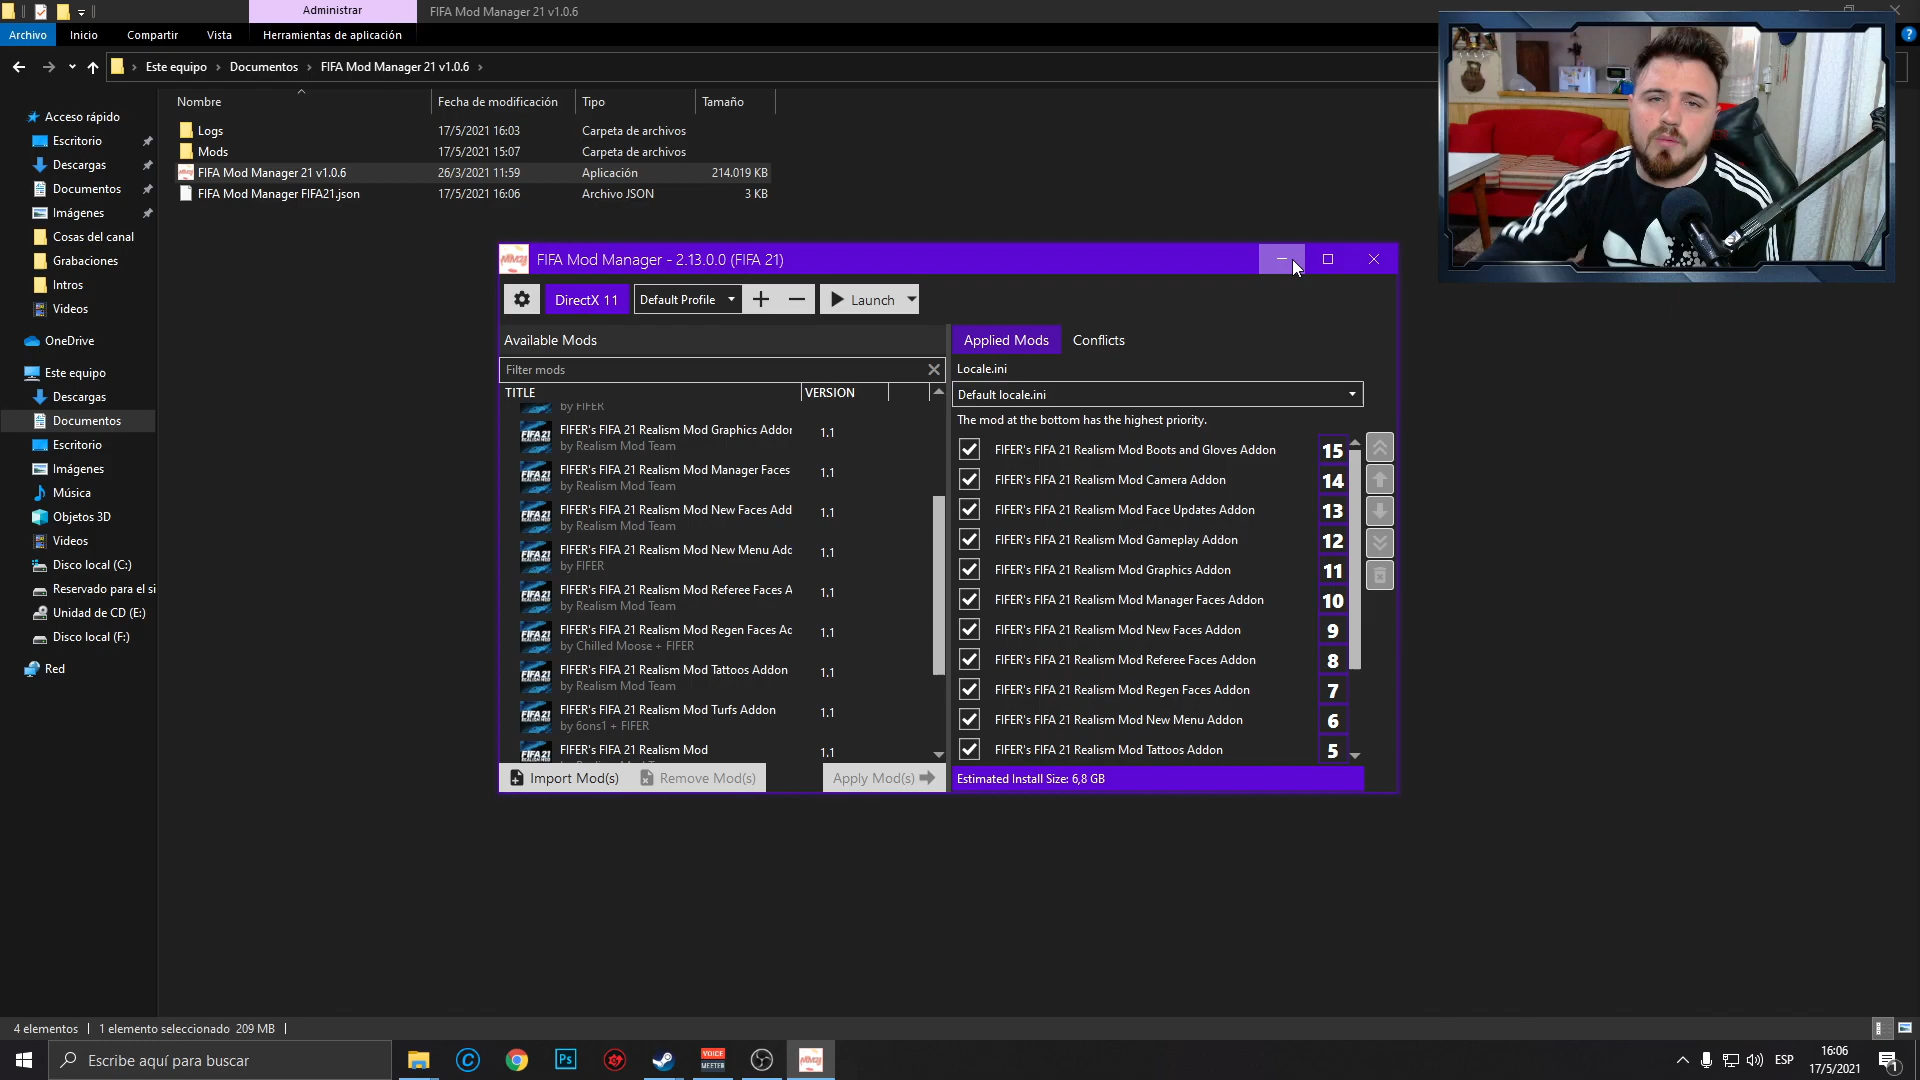 Administrar
FIFA Mod Manager 21 v1.0.6
Archivo
Inicio
Compartir
Vista
Herramientas de aplicación
Este equipo
Documentos
FIFA Mod Manager 21 v1.0.6
Nombre
Fecha de modificación
Tipo
Tamaño
Logs 17/5/2021 16:03 Carpeta de archivos
Mods 17/5/2021 15:07 Carpeta de archivos
FIFA Mod Manager 21 v1.0.6 26/3/2021 11:59 Aplicación 214.019 KB
FIFA Mod Manager FIFA21.json 17/5/2021 16:06 Archivo JSON 3 KB
Acceso rápido
Escritorio
Descargas
Documentos
Imágenes
Cosas del canal
Grabaciones
Intros
Videos
OneDrive
Este equipo
Descargas
Documentos
Escritorio
Imágenes
Música
Objetos 3D
Videos
Disco local (C:)
Reservado para el si
Unidad de CD (E:)
Disco local (F:)
Red
FIFA Mod Manager - 2.13.0.0 (FIFA 21)
DirectX 11
Default Profile
Launch
Available Mods
Filter mods
TITLE
VERSION
by FIFER
FIFER's FIFA 21 Realism Mod Graphics Addor 1.1
by Realism Mod Team
FIFER's FIFA 21 Realism Mod Manager Faces 1.1
by Realism Mod Team
FIFER's FIFA 21 Realism Mod New Faces Add 1.1
by Realism Mod Team
FIFER's FIFA 21 Realism Mod New Menu Adc 1.1
by FIFER
FIFER's FIFA 21 Realism Mod Referee Faces A 1.1
by Realism Mod Team
FIFER's FIFA 21 Realism Mod Regen Faces Ac 1.1
by Chilled Moose + FIFER
FIFER's FIFA 21 Realism Mod Tattoos Addon 1.1
by Realism Mod Team
FIFER's FIFA 21 Realism Mod Turfs Addon 1.1
by 6ons1 + FIFER
FIFER's FIFA 21 Realism Mod 1.1
Import Mod(s)
Remove Mod(s)
Apply Mod(s)
Applied Mods
Conflicts
Locale.ini
Default locale.ini
The mod at the bottom has the highest priority.
FIFER's FIFA 21 Realism Mod Boots and Gloves Addon 15
FIFER's FIFA 21 Realism Mod Camera Addon 14
FIFER's FIFA 21 Realism Mod Face Updates Addon 13
FIFER's FIFA 21 Realism Mod Gameplay Addon 12
FIFER's FIFA 21 Realism Mod Graphics Addon 11
FIFER's FIFA 21 Realism Mod Manager Faces Addon 10
FIFER's FIFA 21 Realism Mod New Faces Addon 9
FIFER's FIFA 21 Realism Mod Referee Faces Addon 8
FIFER's FIFA 21 Realism Mod Regen Faces Addon 7
FIFER's FIFA 21 Realism Mod New Menu Addon 6
FIFER's FIFA 21 Realism Mod Tattoos Addon 5
Estimated Install Size: 6,8 GB
4 elementos
1 elemento seleccionado 209 MB
Escribe aquí para buscar
Ps
VOICE
MEETER
ESP
16:06
17/5/2021
1